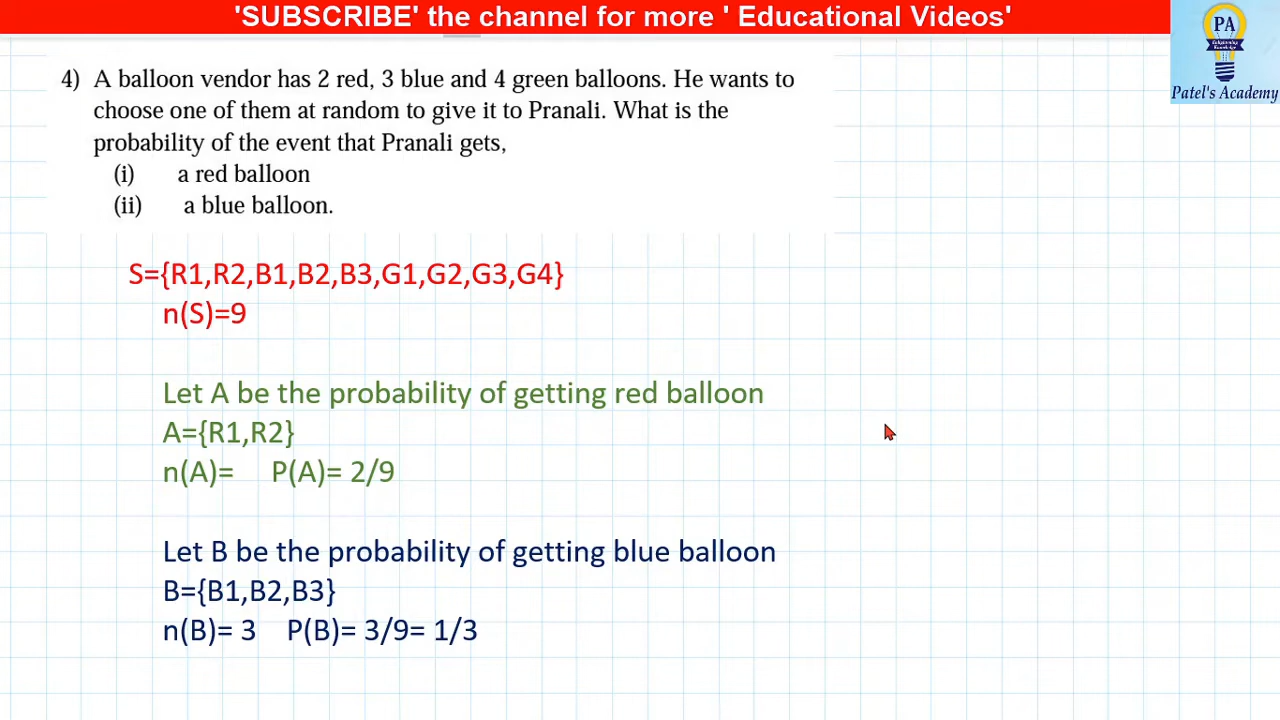 'SUBSCRIBE' the channel for more ' Educational Videos'
PA
Patel's Academy
4) A balloon vendor has 2 red, 3 blue and 4 green balloons. He wants to
choose one of them at random to give it to Pranali. What is the
probability of the event that Pranali gets,
(i) a red balloon
(ii) a blue balloon.
S={R1,R2,B1,B2,B3,G1,G2,G3,G4}
n(S)=9
Let A be the probability of getting red balloon
A={R1,R2}
n(A)= P(A)= 2/9
Let B be the probability of getting blue balloon
B={B1,B2,B3}
n(B)= 3 P(B)= 3/9= 1/3